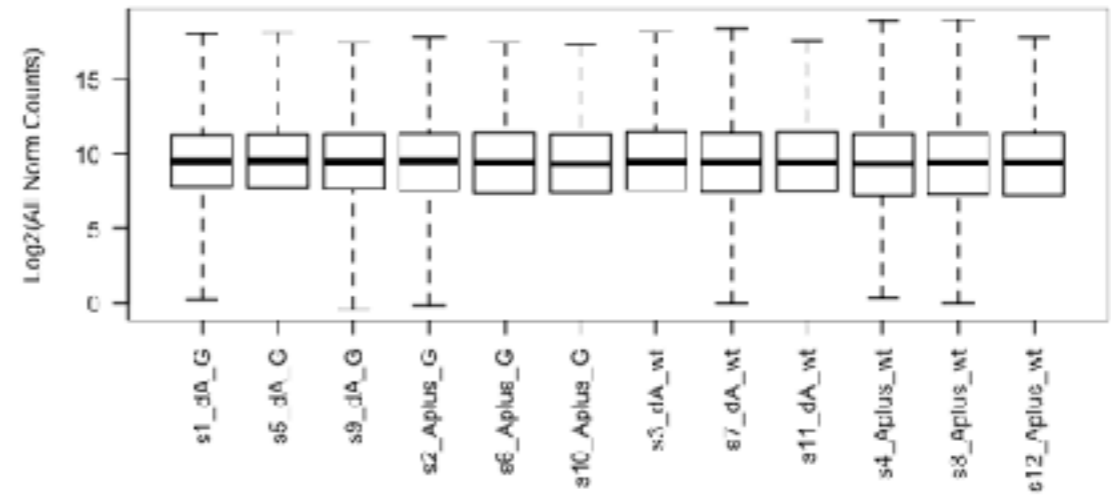 Log2(All Norm Counts)
15
10
5
0
s1_dA_G
s5_dA_G
s9_dA_G
s2_Aplus_G
s6_Aplus_G
s10_Aplus_G
s3_dA_wt
s7_dA_wt
s11_dA_wt
s4_Aplus_wt
s8_Aplus_wt
s12_Aplus_wt